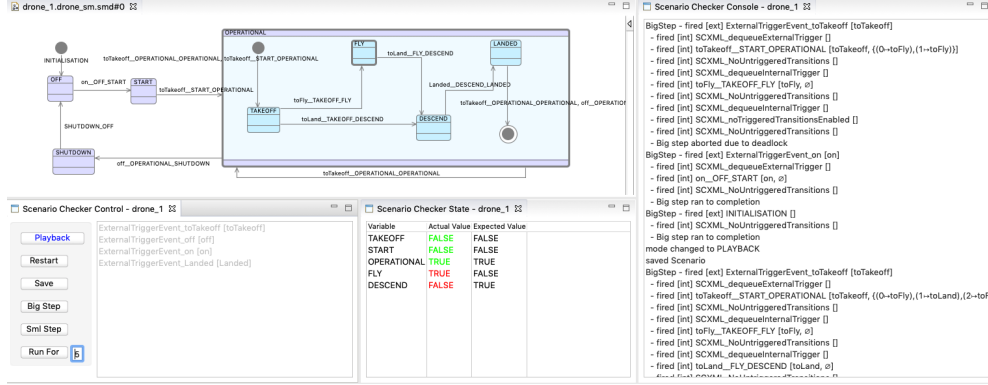 drone_1.drone_sm.smd#0
INITIALISATION
OPERATIONAL
FLY
LANDED
toLand__FLY_DESCEND
OFF
on__OFF_START
START
toTakeoff__START_OPERATIONAL
Landed__DESCEND_LANDED
toFly__TAKEOFF_FLY
TAKEOFF
toLand__TAKEOFF_DESCEND
DESCEND
SHUTDOWN_OFF
SHUTDOWN
off__OPERATIONAL_SHUTDOWN
toTakeoff__OPERATIONAL_OPERATIONAL
Scenario Checker Control - drone_1
Playback
Restart
Save
Big Step
Sml Step
Run For
5
ExternalTriggerEvent_toTakeoff [toTakeoff]
ExternalTriggerEvent_off [off]
ExternalTriggerEvent_on [on]
ExternalTriggerEvent_Landed [Landed]
Scenario Checker State - drone_1
Variable Actual Value Expected Value
TAKEOFF FALSE FALSE
START FALSE FALSE
OPERATIONAL TRUE TRUE
FLY TRUE FALSE
DESCEND FALSE TRUE
Scenario Checker Console - drone_1
BigStep - fired [ext] ExternalTriggerEvent_toTakeoff [toTakeoff]
- fired [int] SCXML_dequeueExternalTrigger []
- fired [int] toTakeoff__START_OPERATIONAL [toTakeoff, {(0↦toFly),(1↦toFly)}]
- fired [int] SCXML_NoUntriggeredTransitions []
- fired [int] SCXML_dequeueInternalTrigger []
- fired [int] toFly__TAKEOFF_FLY [toFly, ∅]
- fired [int] SCXML_NoUntriggeredTransitions []
- fired [int] SCXML_dequeueInternalTrigger []
- fired [int] SCXML_noTriggeredTransitionsEnabled []
- fired [int] SCXML_NoUntriggeredTransitions []
- Big step aborted due to deadlock
BigStep - fired [ext] ExternalTriggerEvent_on [on]
- fired [int] SCXML_dequeueExternalTrigger []
- fired [int] on__OFF_START [on, ∅]
- fired [int] SCXML_NoUntriggeredTransitions []
- Big step ran to completion
BigStep - fired [ext] INITIALISATION []
- fired [int] SCXML_NoUntriggeredTransitions []
- Big step ran to completion
mode changed to PLAYBACK
saved Scenario
BigStep - fired [ext] ExternalTriggerEvent_toTakeoff [toTakeoff]
- fired [int] SCXML_dequeueExternalTrigger []
- fired [int] toTakeoff__START_OPERATIONAL [toTakeoff, {(0↦toFly),(1↦toLand),(2↦toF
- fired [int] SCXML_NoUntriggeredTransitions []
- fired [int] SCXML_dequeueInternalTrigger []
- fired [int] toFly__TAKEOFF_FLY [toFly, ∅]
- fired [int] SCXML_NoUntriggeredTransitions []
- fired [int] SCXML_dequeueInternalTrigger []
- fired [int] toLand__FLY_DESCEND [toLand, ∅]
- fired [int] SCXML_NoUntriggeredTransitions []